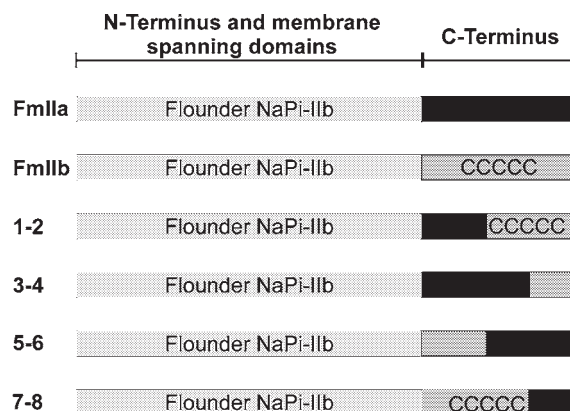 N-Terminus and membrane
spanning domains
C-Terminus
FmIIa Flounder NaPi-IIb
FmIIb Flounder NaPi-IIb CCCCC
1-2 Flounder NaPi-IIb CCCCC
3-4 Flounder NaPi-IIb
5-6 Flounder NaPi-IIb
7-8 Flounder NaPi-IIb CCCCC